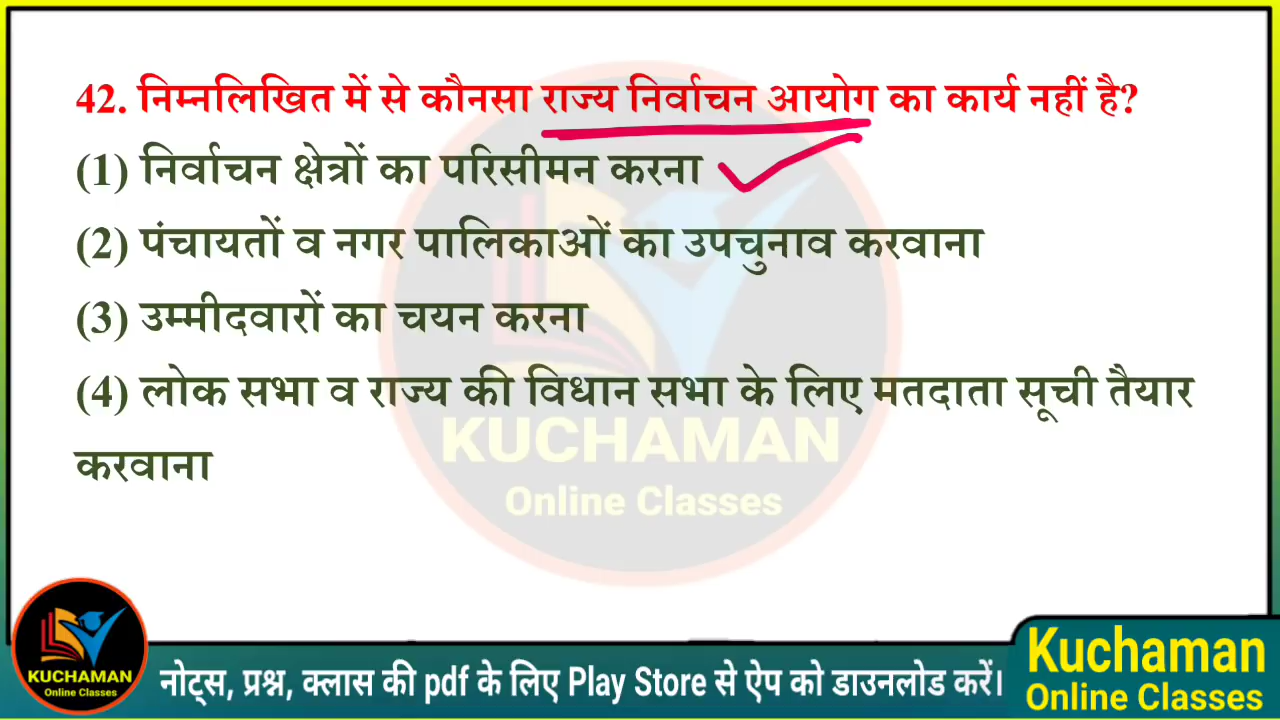 42. निम्नलिखित में से कौनसा राज्य निर्वाचन आयोग का कार्य नहीं है?
(1) निर्वाचन क्षेत्रों का परिसीमन करना
(2) पंचायतों व नगर पालिकाओं का उपचुनाव करवाना
(3) उम्मीदवारों का चयन करना
(4) लोक सभा व राज्य की विधान सभा के लिए मतदाता सूची तैयार
करवाना
KUCHAMAN
Online Classes
KUCHAMAN
Online Classes
नोट्स, प्रश्न, क्लास की pdf के लिए Play Store से ऐप को डाउनलोड करें।
Kuchaman
Online Classes